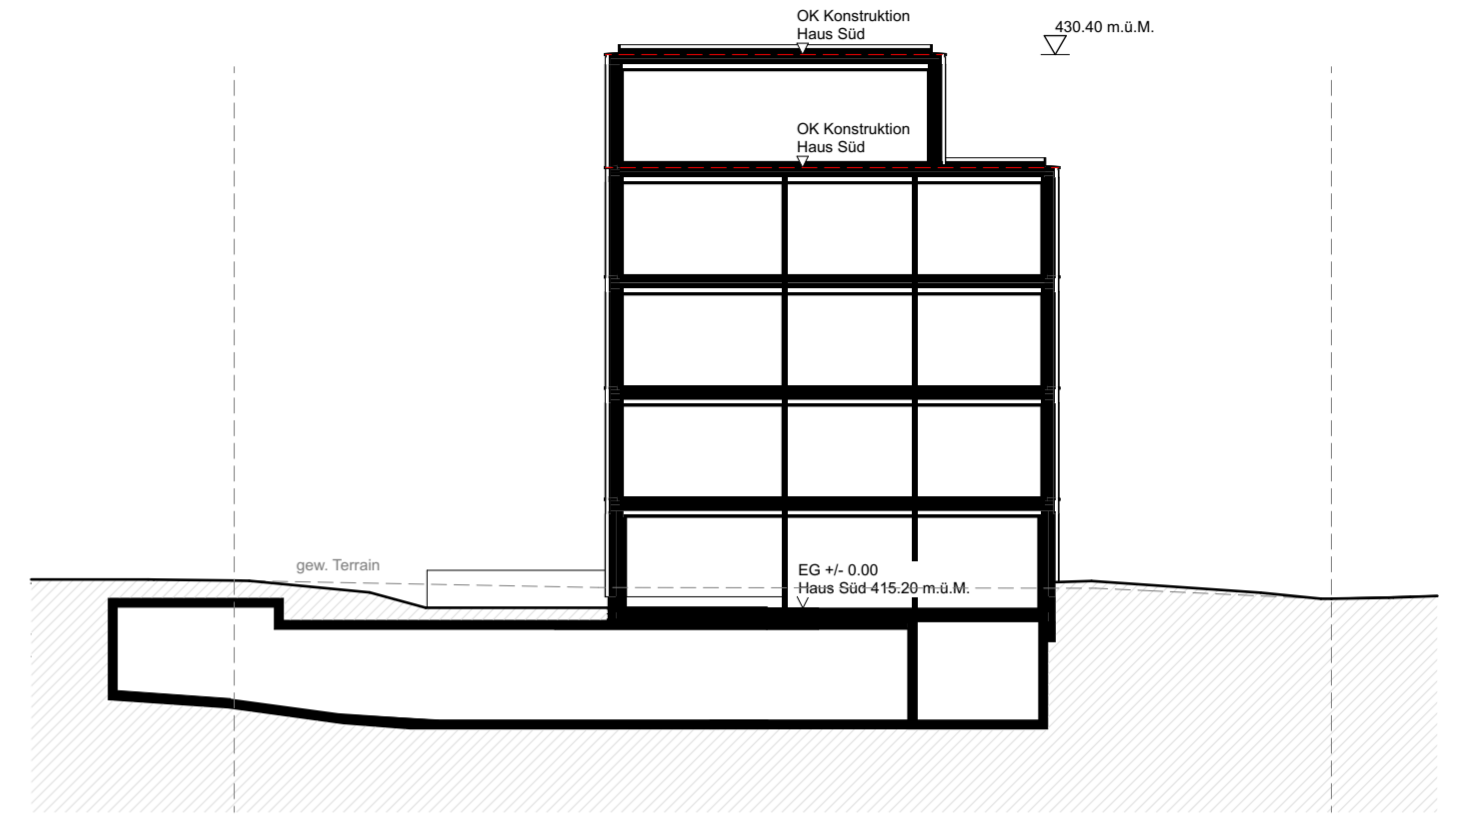 OK Konstruktion
Haus Süd
430.40 m.ü.M.
OK Konstruktion
Haus Süd
gew. Terrain
EG +/- 0.00
Haus Süd 415.20 m.ü.M.